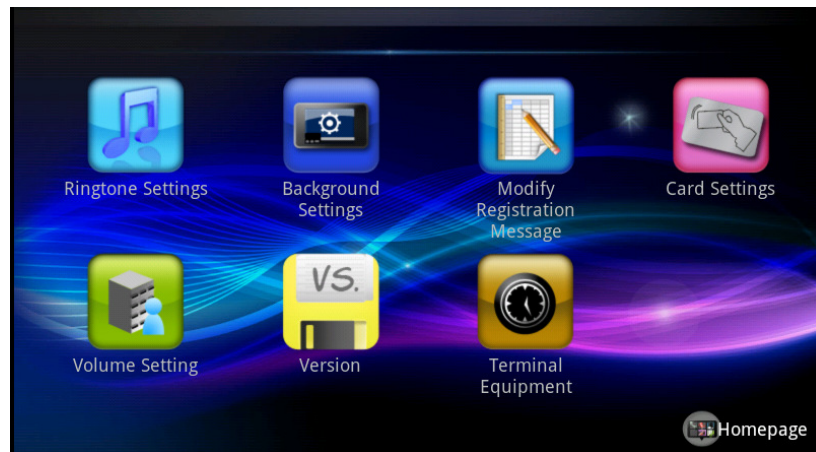 Ringtone Settings
Background
Settings
Modify
Registration
Message
Card Settings
Volume Setting
VS.
Version
Terminal
Equipment
Homepage